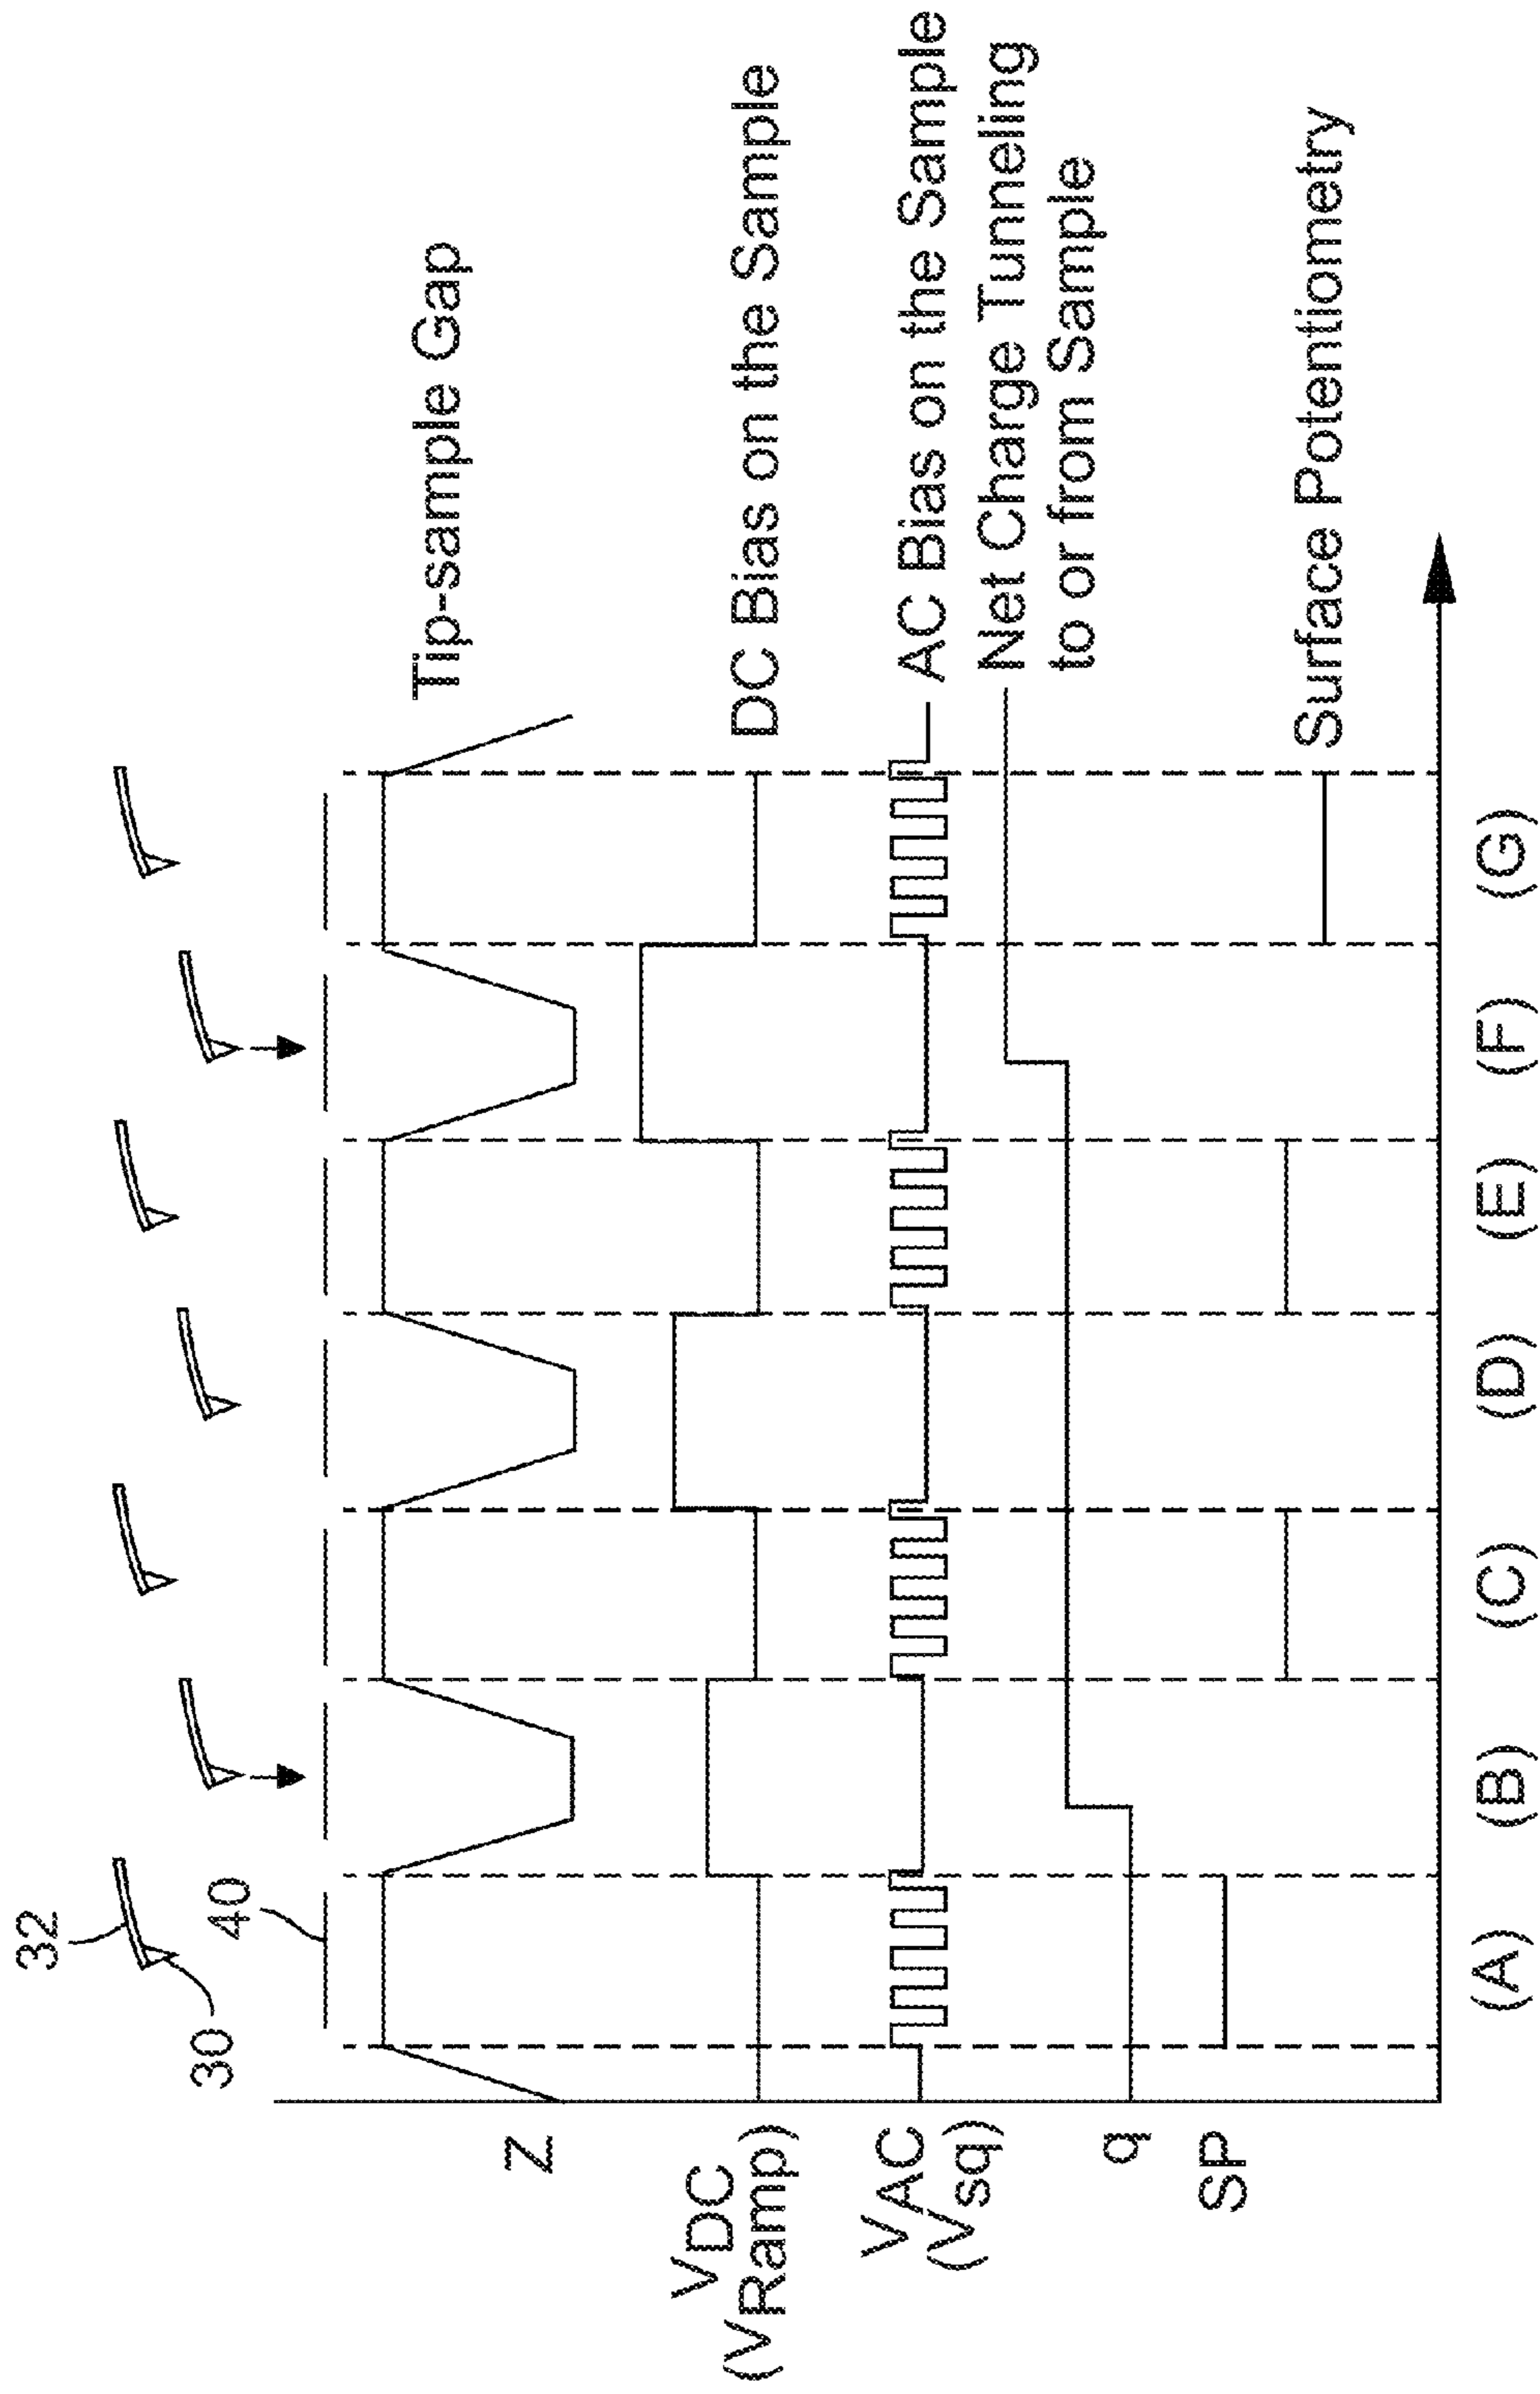 32
30
40
Z
Tip-sample Gap
VDC
(VRamp)
DC Bias on the Sample
VAC
(Vsq)
AC Bias on the Sample
q
Net Charge Tunneling
to or from Sample
SP
Surface Potentiometry
(A) (B) (C) (D) (E) (F) (G)